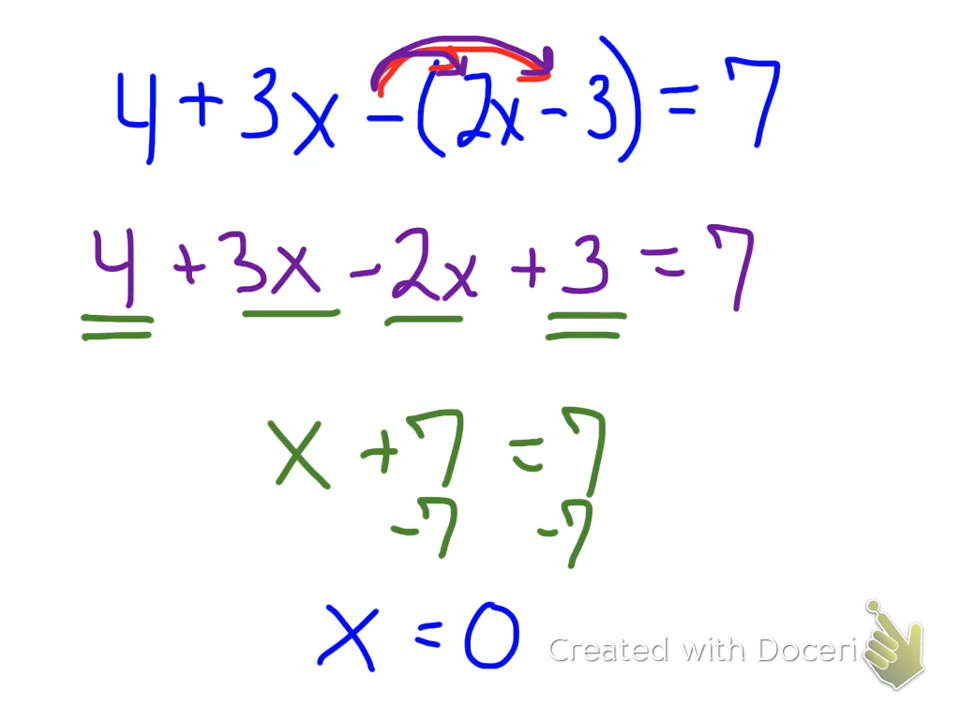 4 + 3x - (2x - 3) = 7
4 + 3x - 2x + 3 = 7
x + 7 = 7
-7 -7
x = 0
Created with Doceri